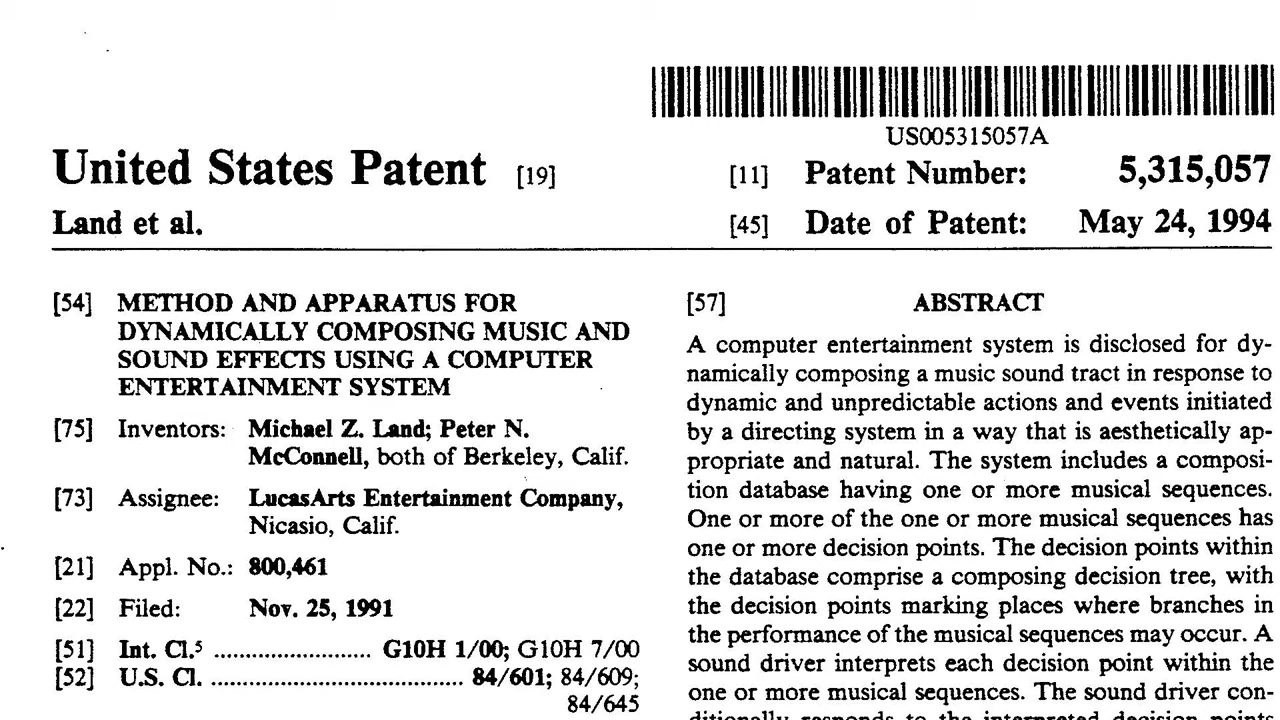 US005315057A
United States Patent [19]
Land et al.
[11] Patent Number: 5,315,057
[45] Date of Patent: May 24, 1994
[54] METHOD AND APPARATUS FOR
DYNAMICALLY COMPOSING MUSIC AND
SOUND EFFECTS USING A COMPUTER
ENTERTAINMENT SYSTEM
[75] Inventors: Michael Z. Land; Peter N.
McConnell, both of Berkeley, Calif.
[73] Assignee: LucasArts Entertainment Company,
Nicasio, Calif.
[21] Appl. No.: 800,461
[22] Filed: Nov. 25, 1991
[51] Int. Cl.⁵ ........................ G10H 1/00; G10H 7/00
[52] U.S. Cl. ...................................... 84/601; 84/609;
84/645
[57] ABSTRACT
A computer entertainment system is disclosed for dy-
namically composing a music sound tract in response to
dynamic and unpredictable actions and events initiated
by a directing system in a way that is aesthetically ap-
propriate and natural. The system includes a composi-
tion database having one or more musical sequences.
One or more of the one or more musical sequences has
one or more decision points. The decision points within
the database comprise a composing decision tree, with
the decision points marking places where branches in
the performance of the musical sequences may occur. A
sound driver interprets each decision point within the
one or more musical sequences. The sound driver con-
ditionally responds to the interpreted decision points